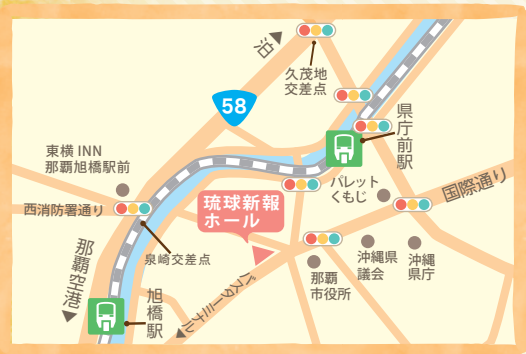 泊
久茂地
交差点
58
県庁前駅
東横INN
那覇旭橋駅前
パレット
くもじ
国際通り
西消防署通り
琉球新報
ホール
泉崎交差点
沖縄県
議会
沖縄
県庁
那覇
市役所
那覇空港
旭橋駅
バスターミナル